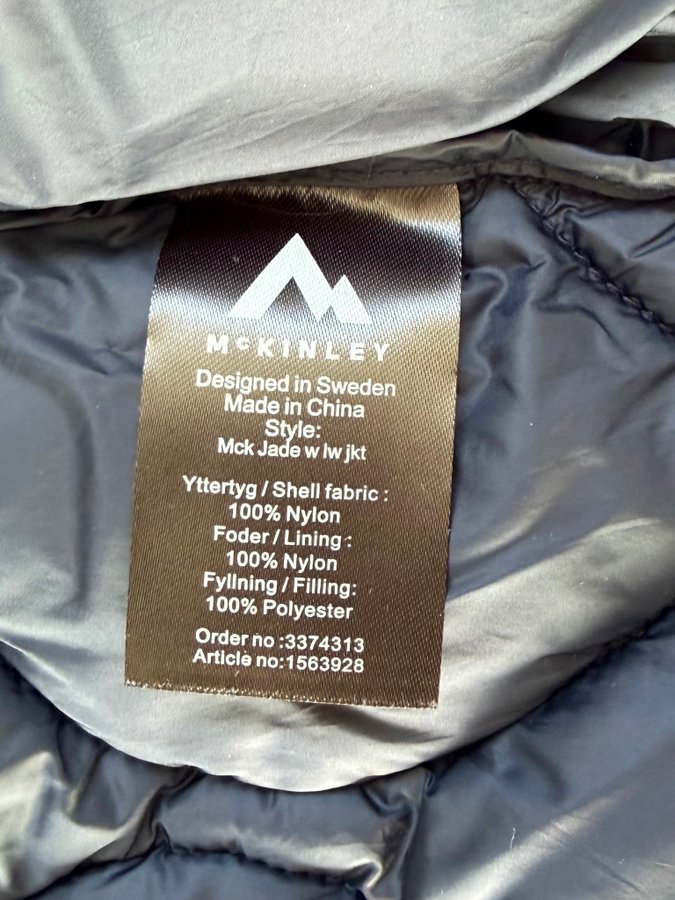 McKINLEY
Designed in Sweden
Made in China
Style:
Mck Jade w lw jkt
Yttertyg / Shell fabric :
100% Nylon
Foder / Lining :
100% Nylon
Fyllning / Filling:
100% Polyester
Order no :3374313
Article no:1563928